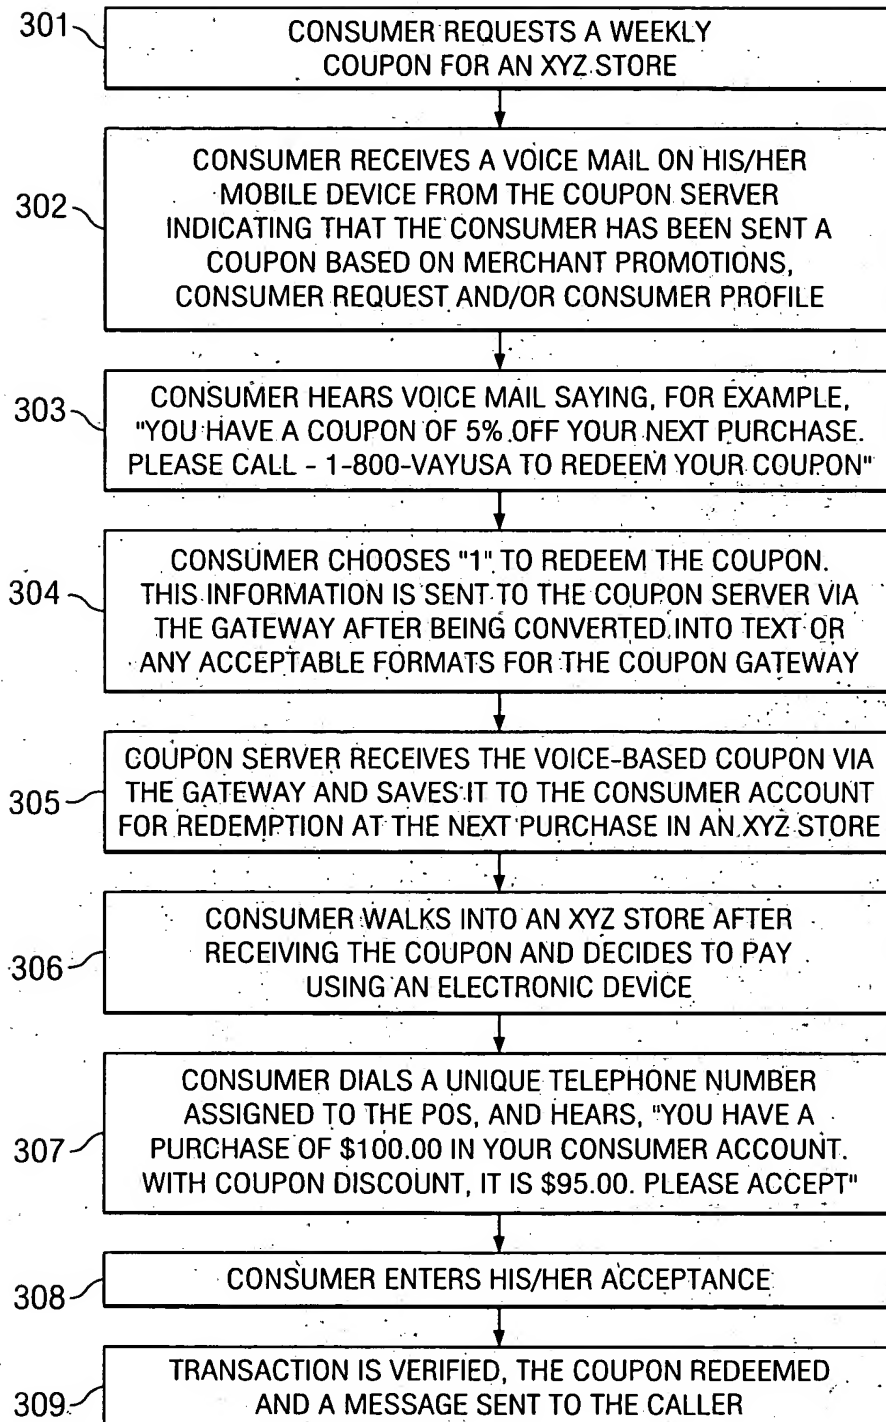 301
CONSUMER REQUESTS A WEEKLY
COUPON FOR AN XYZ STORE
302
CONSUMER RECEIVES A VOICE MAIL ON HIS/HER
MOBILE DEVICE FROM THE COUPON SERVER
INDICATING THAT THE CONSUMER HAS BEEN SENT A
COUPON BASED ON MERCHANT PROMOTIONS,
CONSUMER REQUEST AND/OR CONSUMER PROFILE
303
CONSUMER HEARS VOICE MAIL SAYING, FOR EXAMPLE,
"YOU HAVE A COUPON OF 5% OFF YOUR NEXT PURCHASE.
PLEASE CALL - 1-800-VAYUSA TO REDEEM YOUR COUPON"
304
CONSUMER CHOOSES "1" TO REDEEM THE COUPON.
THIS INFORMATION IS SENT TO THE COUPON SERVER VIA
THE GATEWAY AFTER BEING CONVERTED INTO TEXT OR
ANY ACCEPTABLE FORMATS FOR THE COUPON GATEWAY
305
COUPON SERVER RECEIVES THE VOICE-BASED COUPON VIA
THE GATEWAY AND SAVES IT TO THE CONSUMER ACCOUNT
FOR REDEMPTION AT THE NEXT PURCHASE IN AN XYZ STORE
306
CONSUMER WALKS INTO AN XYZ STORE AFTER
RECEIVING THE COUPON AND DECIDES TO PAY
USING AN ELECTRONIC DEVICE
307
CONSUMER DIALS A UNIQUE TELEPHONE NUMBER
ASSIGNED TO THE POS, AND HEARS, "YOU HAVE A
PURCHASE OF $100.00 IN YOUR CONSUMER ACCOUNT.
WITH COUPON DISCOUNT, IT IS $95.00. PLEASE ACCEPT"
308
CONSUMER ENTERS HIS/HER ACCEPTANCE
309
TRANSACTION IS VERIFIED, THE COUPON REDEEMED
AND A MESSAGE SENT TO THE CALLER